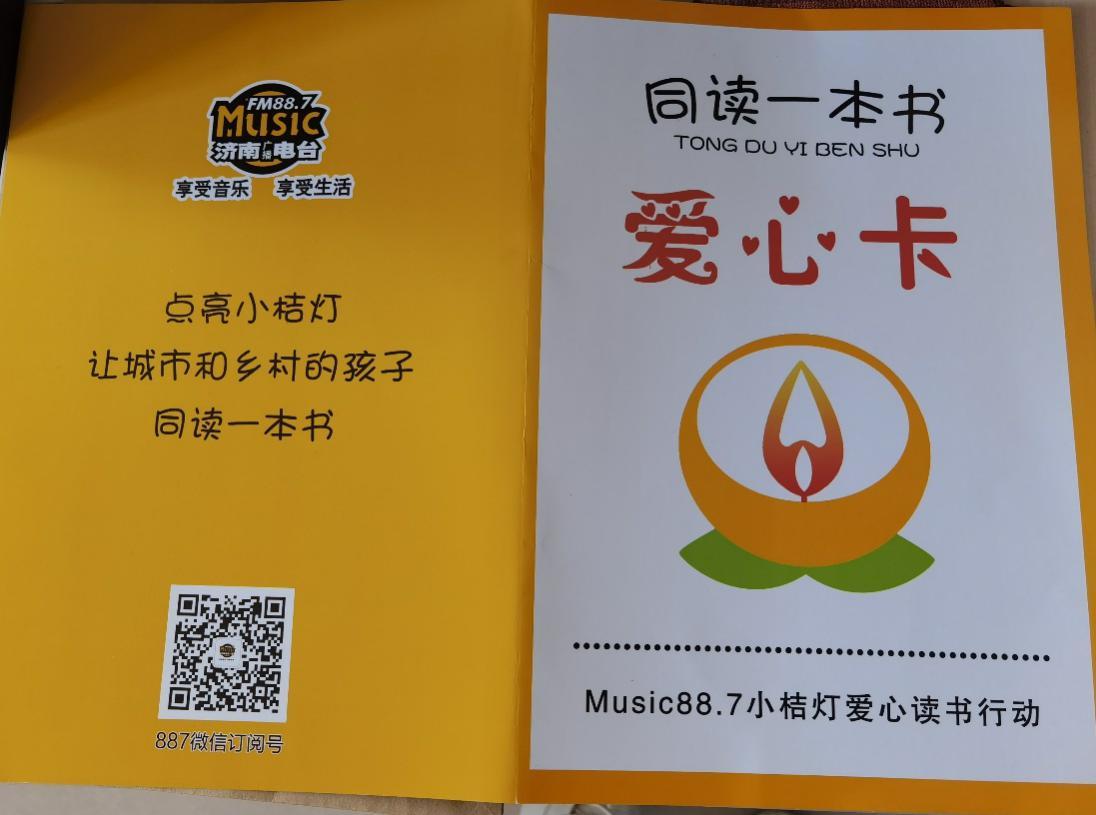 FM88.7
Music
济南广播电台
享受音乐 享受生活
点亮小桔灯
让城市和乡村的孩子
同读一本书
887微信订阅号
同读一本书
TONG DU YI BEN SHU
爱心卡
Music88.7小桔灯爱心读书行动